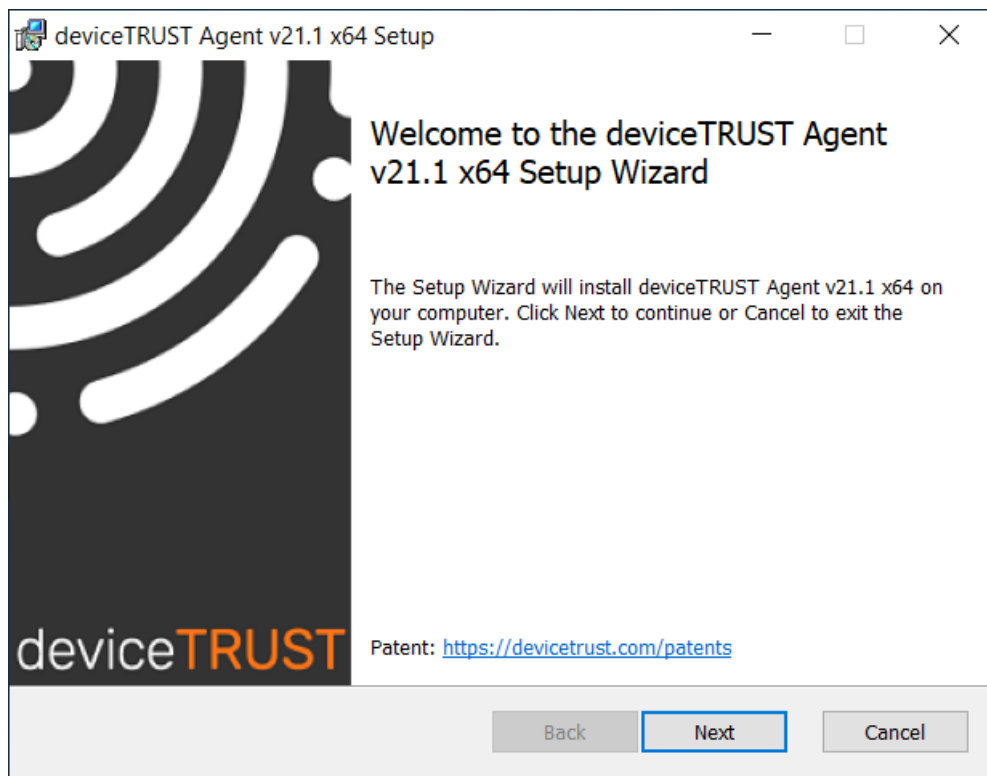 deviceTRUST Agent v21.1 x64 Setup
Welcome to the deviceTRUST Agent
v21.1 x64 Setup Wizard
The Setup Wizard will install deviceTRUST Agent v21.1 x64 on
your computer. Click Next to continue or Cancel to exit the
Setup Wizard.
deviceTRUST
Patent: https://devicetrust.com/patents
Back
Next
Cancel